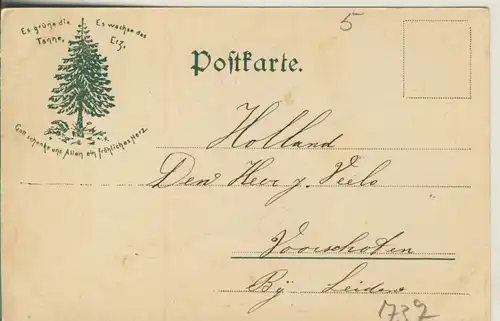 Es grüne die Tanne,
Es wachse das Erz,
Gott schenke uns Allen ein fröhliches Herz.
5
Postkarte.
Holland
Den Heer J. Veelo
Voorschoten
Bij Leiden
1739